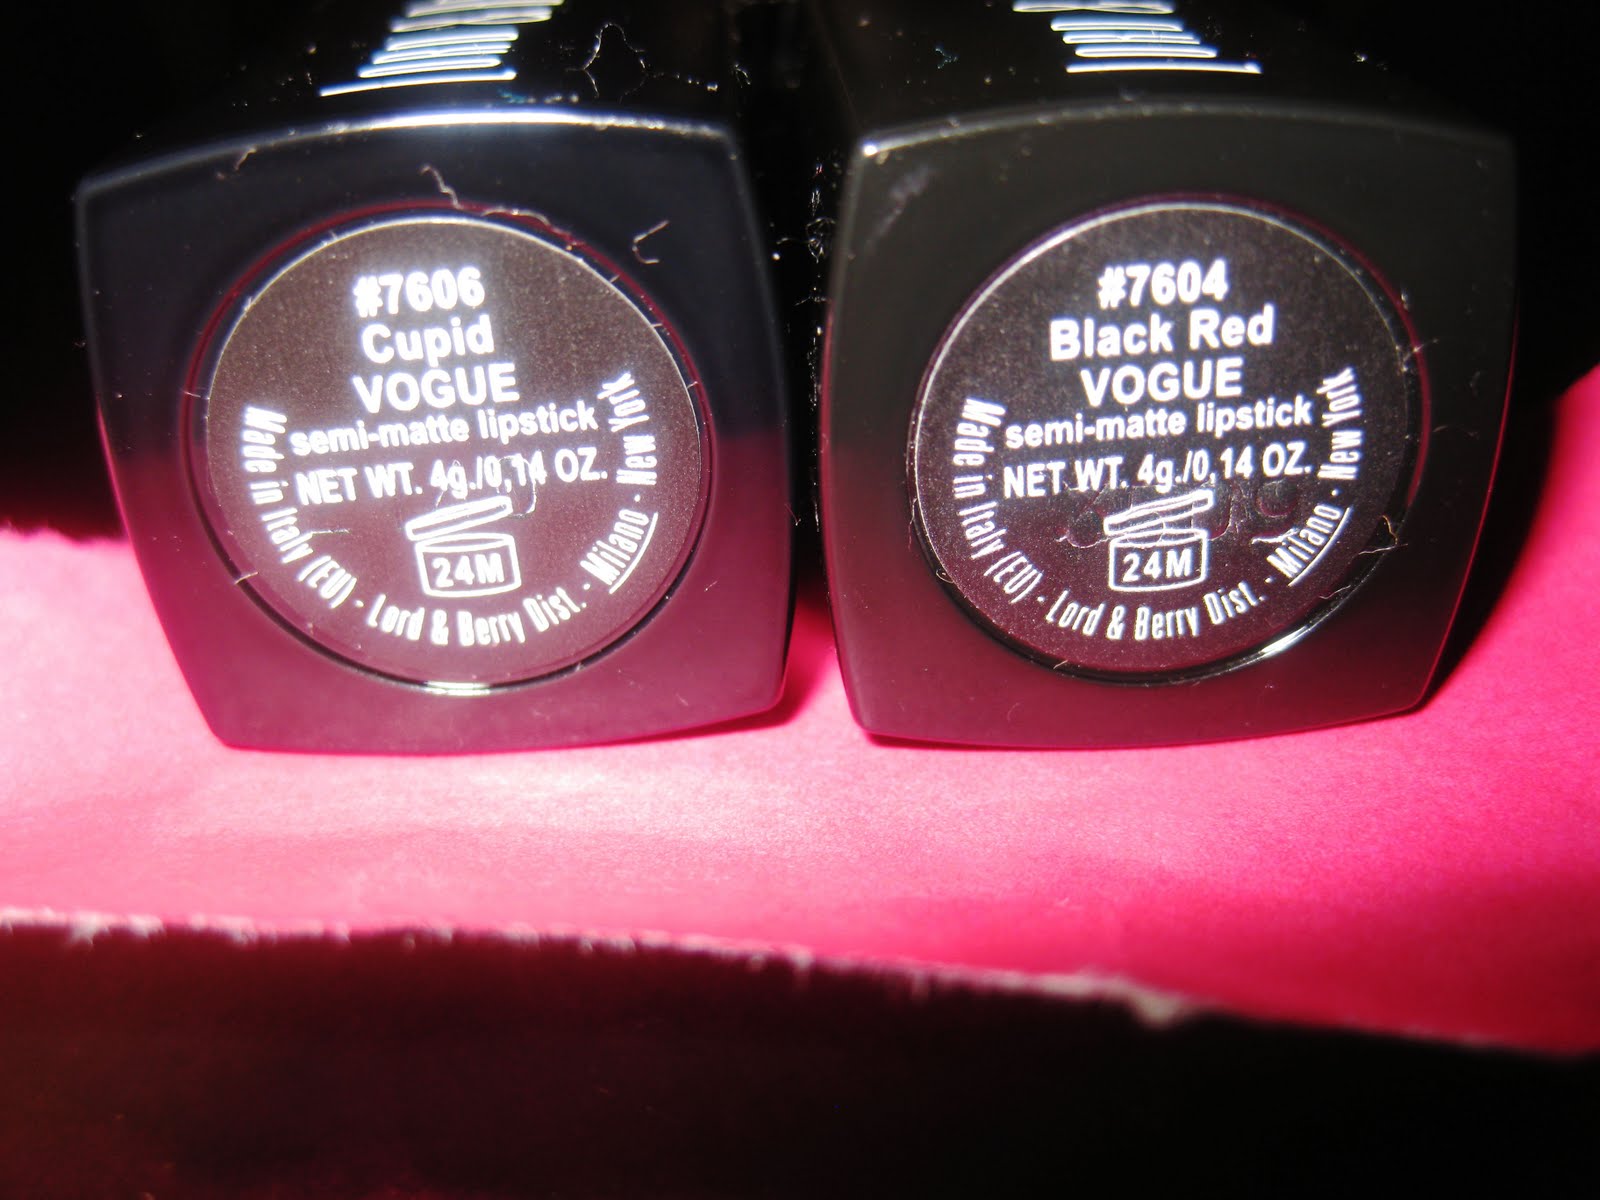 #7606
Cupid
VOGUE
semi-matte lipstick
NET WT. 4g./0,14 OZ.
24M
Made in Italy (EU) - Lord & Berry Dist. - Milano - New York
#7604
Black Red
VOGUE
semi-matte lipstick
NET WT. 4g./0,14 OZ.
24M
Made in Italy (EU) - Lord & Berry Dist. - Milano - New York